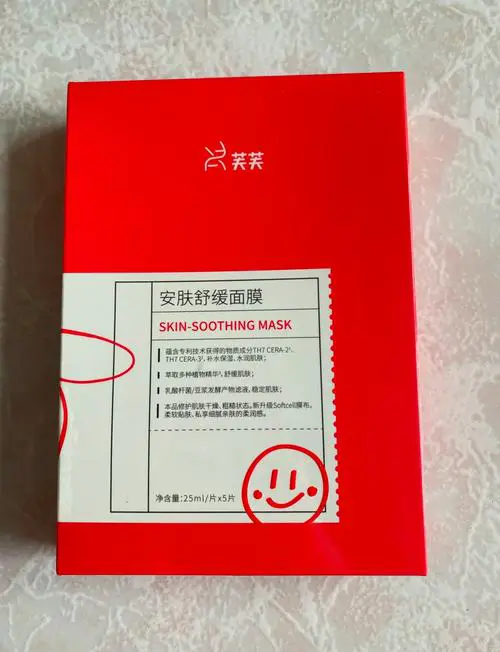 芙芙
安肤舒缓面膜
SKIN-SOOTHING MASK
蕴含专利技术获得的物质成分TH7 CERA-2¹、
TH7 CERA-3², 补水保湿、水润肌肤;
萃取多种植物精华³, 舒缓肌肤;
乳酸杆菌/豆浆发酵产物滤液, 稳定肌肤;
本品修护肌肤干燥、粗糙状态。新升级Softcell膜布,
柔软贴肤、私享细腻亲肤的柔润感。
净含量:25ml/片x5片